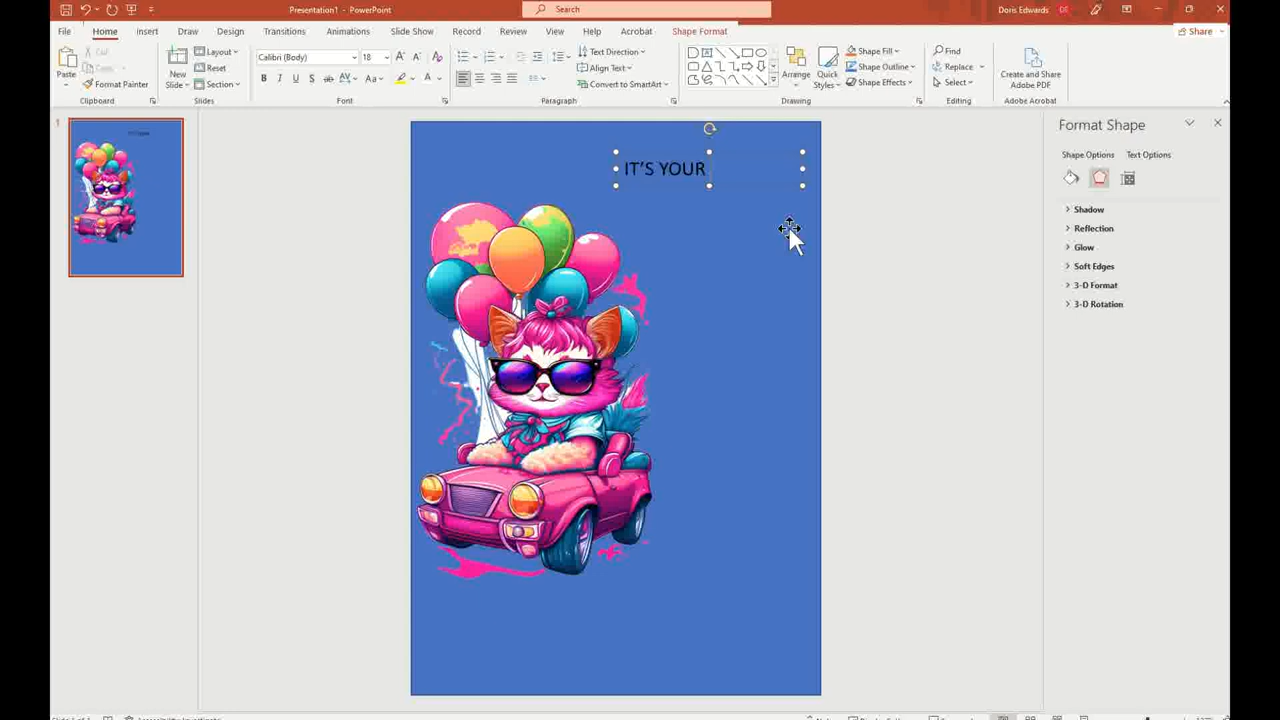 Presentation1 - PowerPoint
Search
Doris Edwards
DE
File Home Insert Draw Design Transitions Animations Slide Show Record Review View Help Acrobat Shape Format
Share
Paste
Cut
Copy
Format Painter
Clipboard
New
Slide
Layout
Reset
Section
Slides
Calibri (Body) 18
Font
Text Direction
Align Text
Convert to SmartArt
Paragraph
Arrange
Quick
Styles
Shape Fill
Shape Outline
Shape Effects
Drawing
Find
Replace
Select
Editing
Create and Share
Adobe PDF
Adobe Acrobat
1
IT'S YOUR
Format Shape
Shape Options Text Options
Shadow
Reflection
Glow
Soft Edges
3-D Format
3-D Rotation